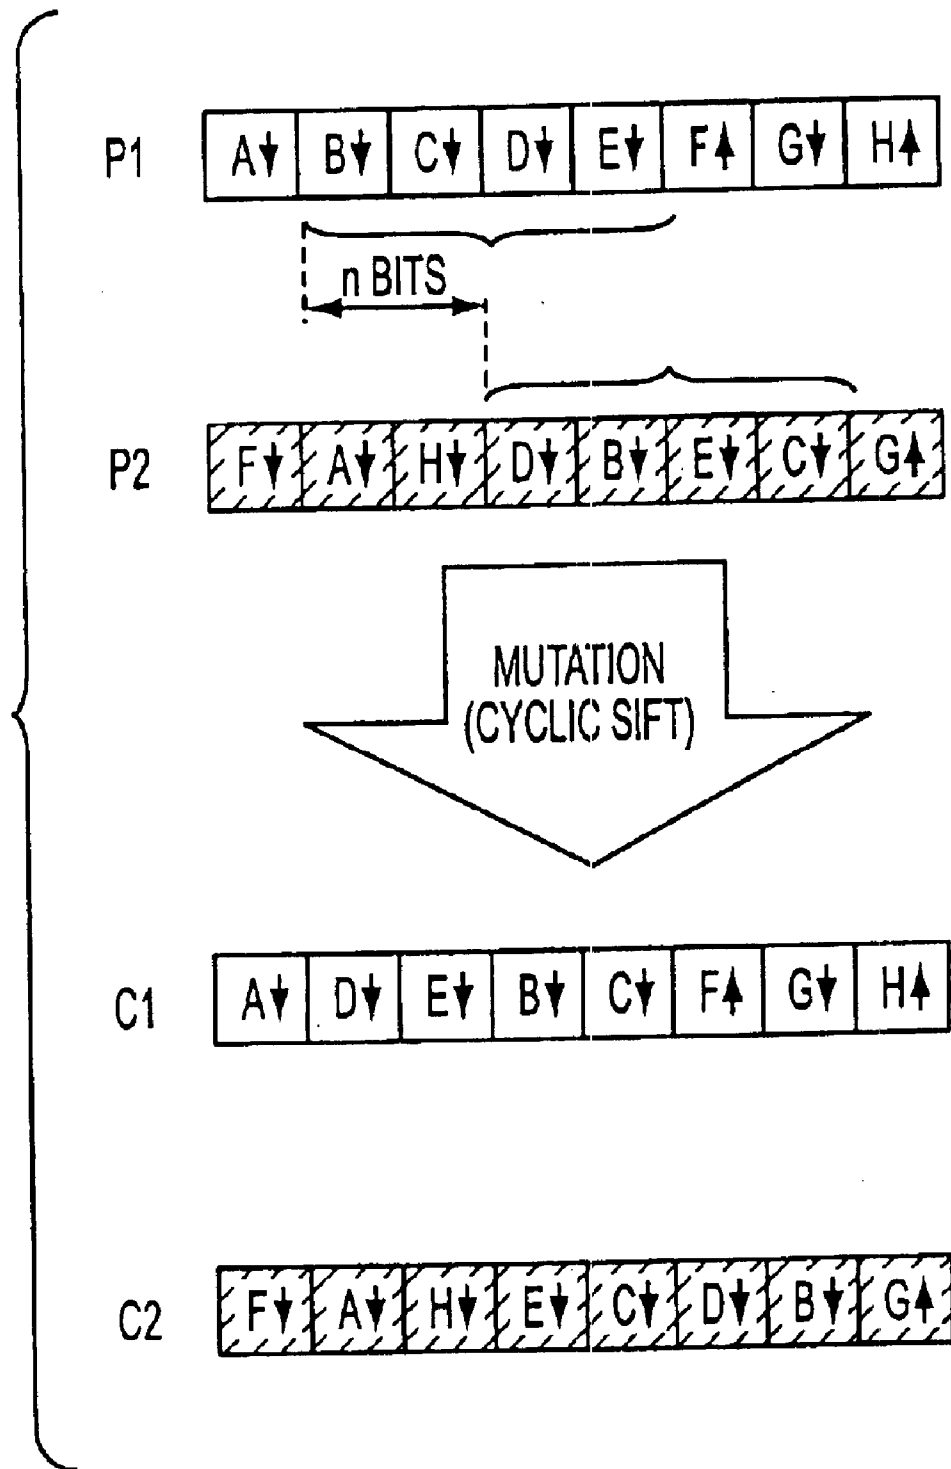 P1 A↓ B↓ C↓ D↓ E↓ F↑ G↓ H↑
n BITS
P2 F↓ A↓ H↓ D↓ B↓ E↓ C↓ G↑
MUTATION
(CYCLIC SIFT)
C1 A↓ D↓ E↓ B↓ C↓ F↑ G↓ H↑
C2 F↓ A↓ H↓ E↓ C↓ D↓ B↓ G↑